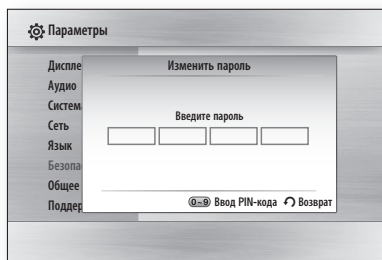 Параметры
Изменить пароль
Диспле
Аудио
Систем
Сеть
Язык
Безопа
Общее
Поддер
Введите пароль
0~9 Ввод PIN-кода Возврат